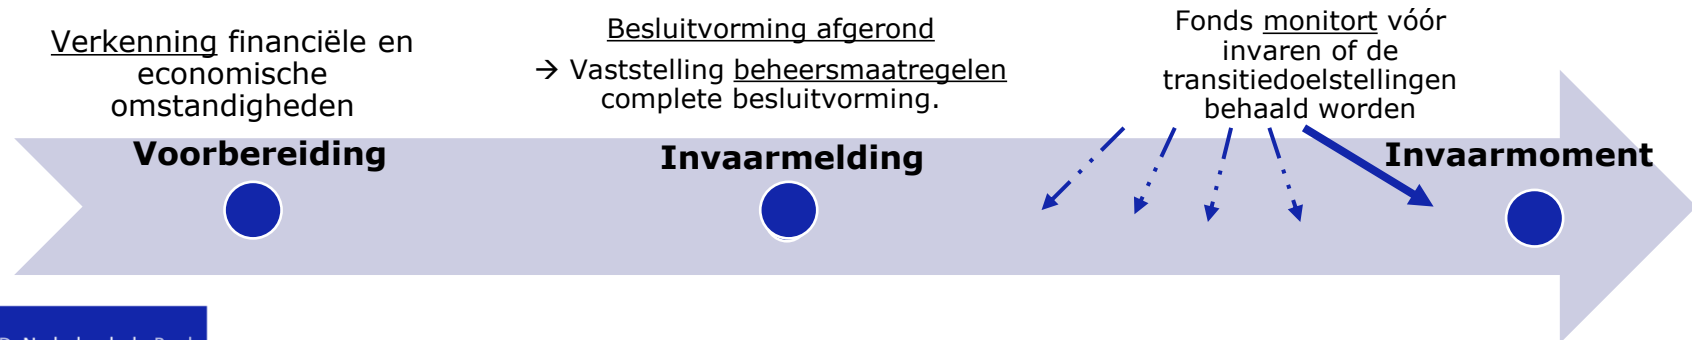 Verkenning financiële en
economische
omstandigheden
Voorbereiding
Besluitvorming afgrond
→ Vaststelling beheersmaatregelen
complete besluitvorming.
Invaarmelding
Fonds monitort vóór
invaren of de
transitiedoelstellingen
behaald worden
Invaarmoment